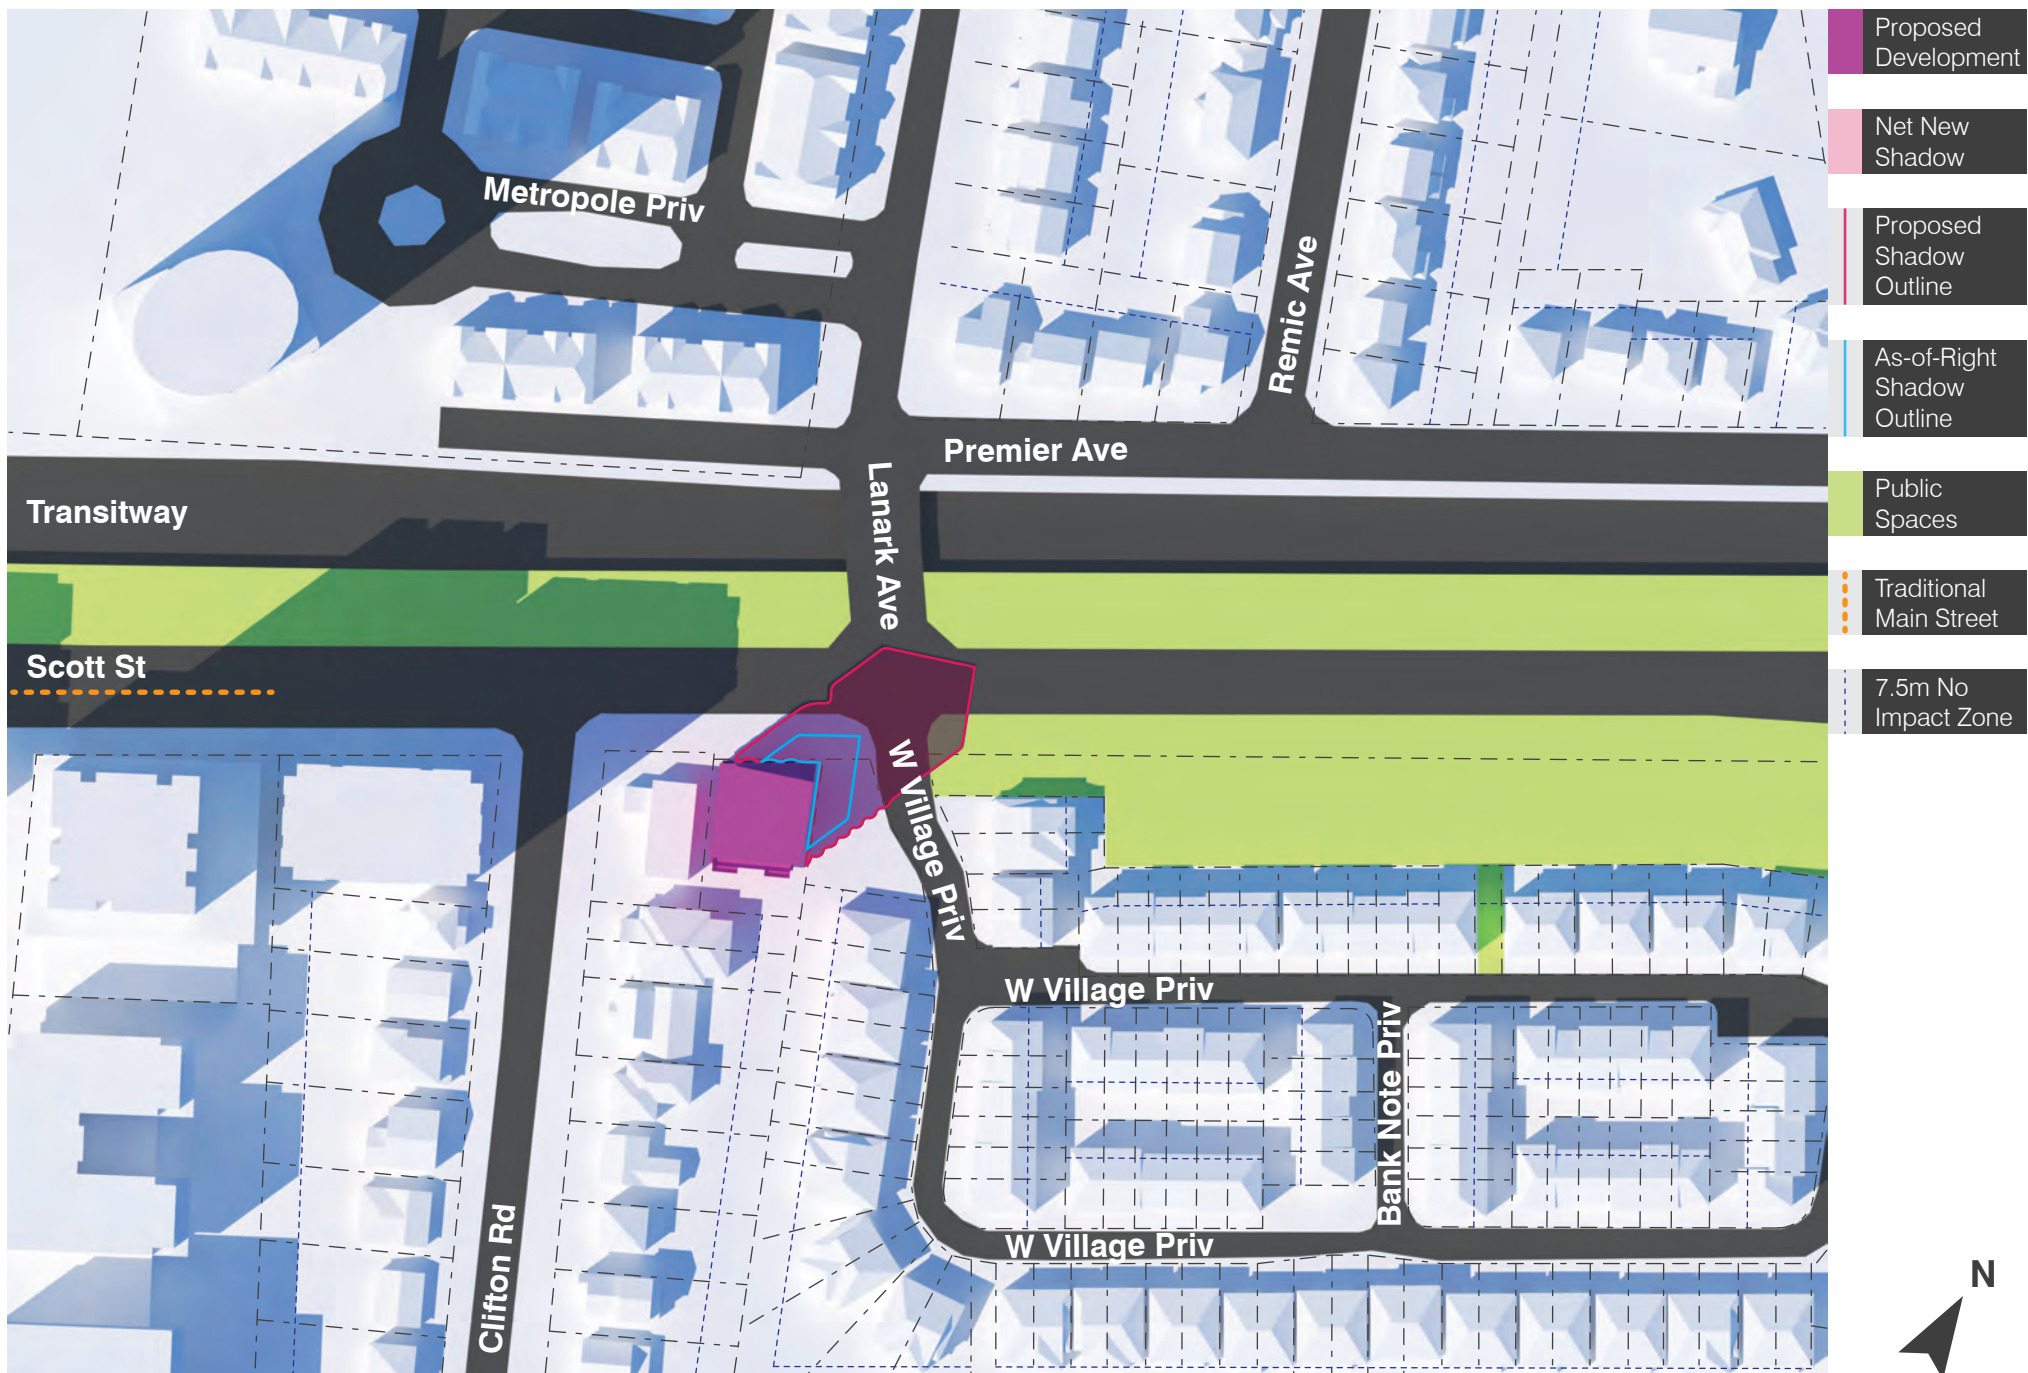 Proposed
Development
Net New
Shadow
Proposed
Shadow
Outline
As-of-Right
Shadow
Outline
Public
Spaces
Traditional
Main Street
7.5m No
Impact Zone
Metropole Priv
Remic Ave
Premier Ave
Lanark Ave
Transitway
Scott St
W Village Priv
W Village Priv
Bank Note Priv
W Village Priv
Clifton Rd
N